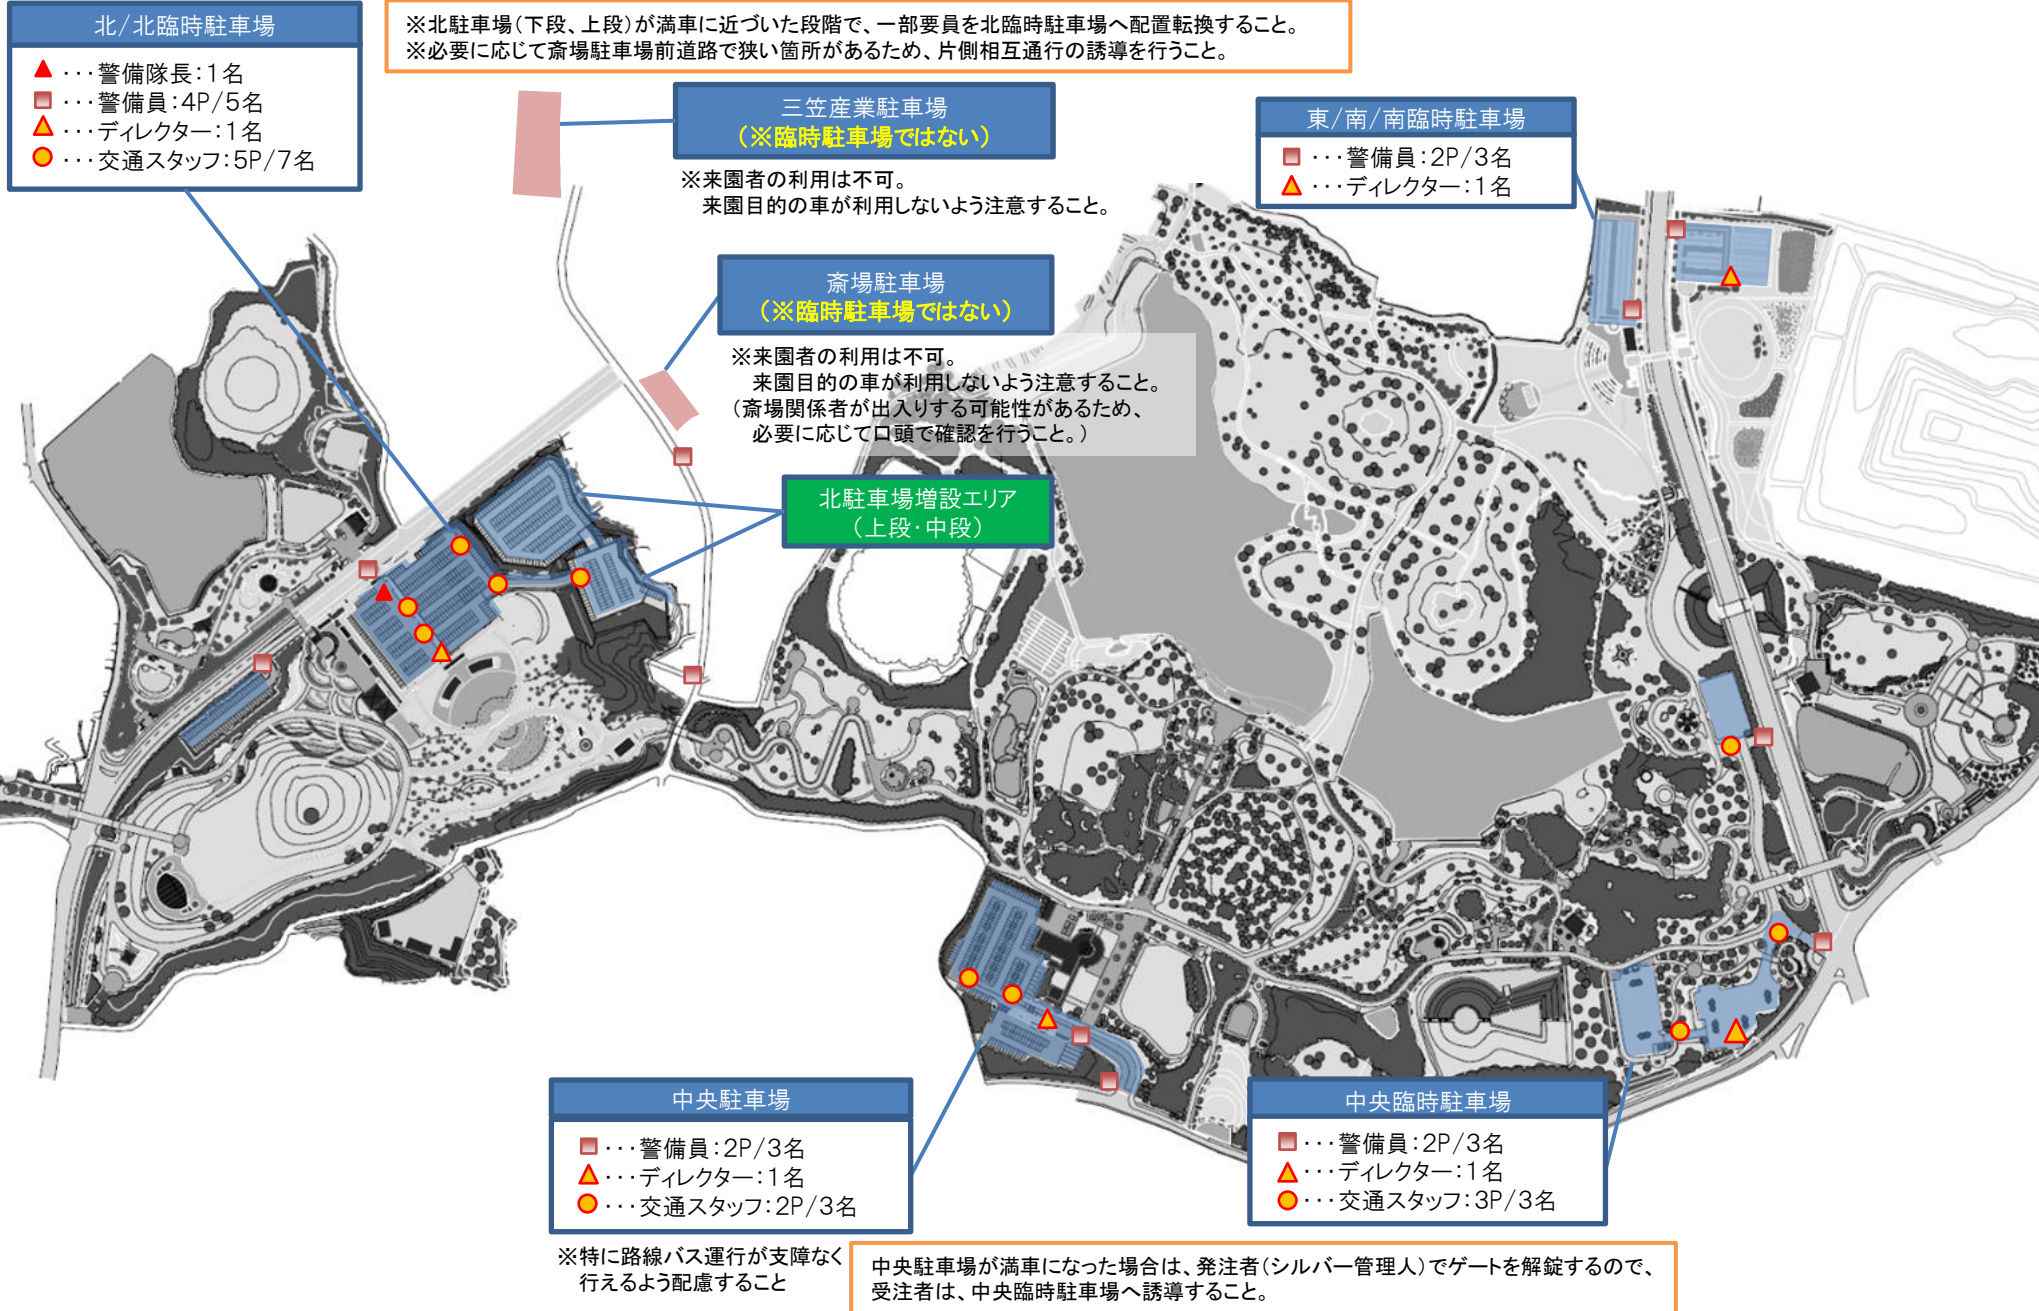 北/北臨時駐車場
・・・警備隊長:1名
・・・警備員:4P/5名
・・・ディレクター:1名
・・・交通スタッフ:5P/7名
※北駐車場(下段、上段)が満車に近づいた段階で、一部要員を北臨時駐車場へ配置転換すること。
※必要に応じて斎場駐車場前道路で狭い箇所があるため、片側相互通行の誘導を行うこと。
三笠産業駐車場
(※臨時駐車場ではない)
※来園者の利用は不可。
来園目的の車が利用しないよう注意すること。
東/南/南臨時駐車場
・・・警備員:2P/3名
・・・ディレクター:1名
斎場駐車場
(※臨時駐車場ではない)
※来園者の利用は不可。
来園目的の車が利用しないよう注意すること。
(斎場関係者が出入りする可能性があるため、
必要に応じて口頭で確認を行うこと。)
北駐車場増設エリア
(上段・中段)
中央駐車場
・・・警備員:2P/3名
・・・ディレクター:1名
・・・交通スタッフ:2P/3名
※特に路線バス運行が支障なく
行えるよう配慮すること
中央臨時駐車場
・・・警備員:2P/3名
・・・ディレクター:1名
・・・交通スタッフ:3P/3名
中央駐車場が満車になった場合は、発注者(シルバー管理人)でゲートを解錠するので、
受注者は、中央臨時駐車場へ誘導すること。